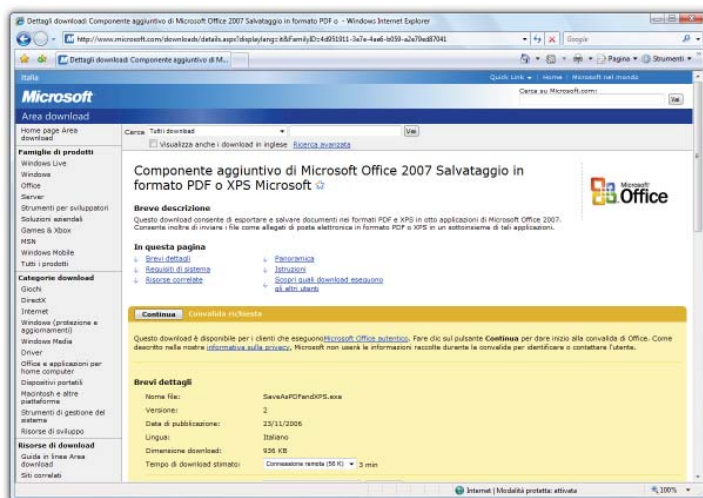 Dettagli download: Componente aggiuntivo di Microsoft Office 2007 Salvataggio in formato PDF o - Windows Internet Explorer
Google
Dettagli download: Componente aggiuntivo di M...
Pagina
Strumenti
Italia
Quick Link | Home | Microsoft nel mondo
Microsoft
Cerca su Microsoft.com:
Vai
Area download
Home page Area
download
Famiglie di prodotti
Windows Live
Windows
Office
Server
Strumenti per sviluppatori
Soluzioni aziendali
Games & Xbox
MSN
Windows Mobile
Tutti i prodotti
Categorie download
Giochi
DirectX
Internet
Windows (protezione e
aggiornamenti)
Windows Media
Driver
Office e applicazioni per
home computer
Dispositivi portatili
Macintosh e altre
piattaforme
Strumenti di gestione del
sistema
Risorse di sviluppo
Risorse di download
Guida in linea Area
download
Siti correlati
Cerca Tutti i download Vai
Visualizza anche i download in inglese Ricerca avanzata
Componente aggiuntivo di Microsoft Office 2007 Salvataggio in
formato PDF o XPS Microsoft
Microsoft
Office
Breve descrizione
Questo download consente di esportare e salvare documenti nei formati PDF e XPS in otto applicazioni di Microsoft Office 2007.
Consente inoltre di inviare i file come allegati di posta elettronica in formato PDF o XPS in un sottoinsieme di tali applicazioni.
In questa pagina
Brevi dettagli
Requisiti di sistema
Risorse correlate
Panoramica
Istruzioni
Scopri quali download eseguono
gli altri utenti
Continua Convalida richiesta
Questo download è disponibile per i clienti che eseguono Microsoft Office autentico. Fare clic sul pulsante Continua per dare inizio alla convalida di Office. Come
descritto nella nostra informativa sulla privacy, Microsoft non userà le informazioni raccolte durante la convalida per identificare o contattare l'utente.
Brevi dettagli
Nome file: SaveAsPDFandXPS.exe
Versione: 2
Data di pubblicazione: 23/11/2006
Lingua: Italiano
Dimensione download: 936 KB
Tempo di download stimato: Connessione remota (56 K) 3 min
Internet | Modalità protetta: attivata
100%